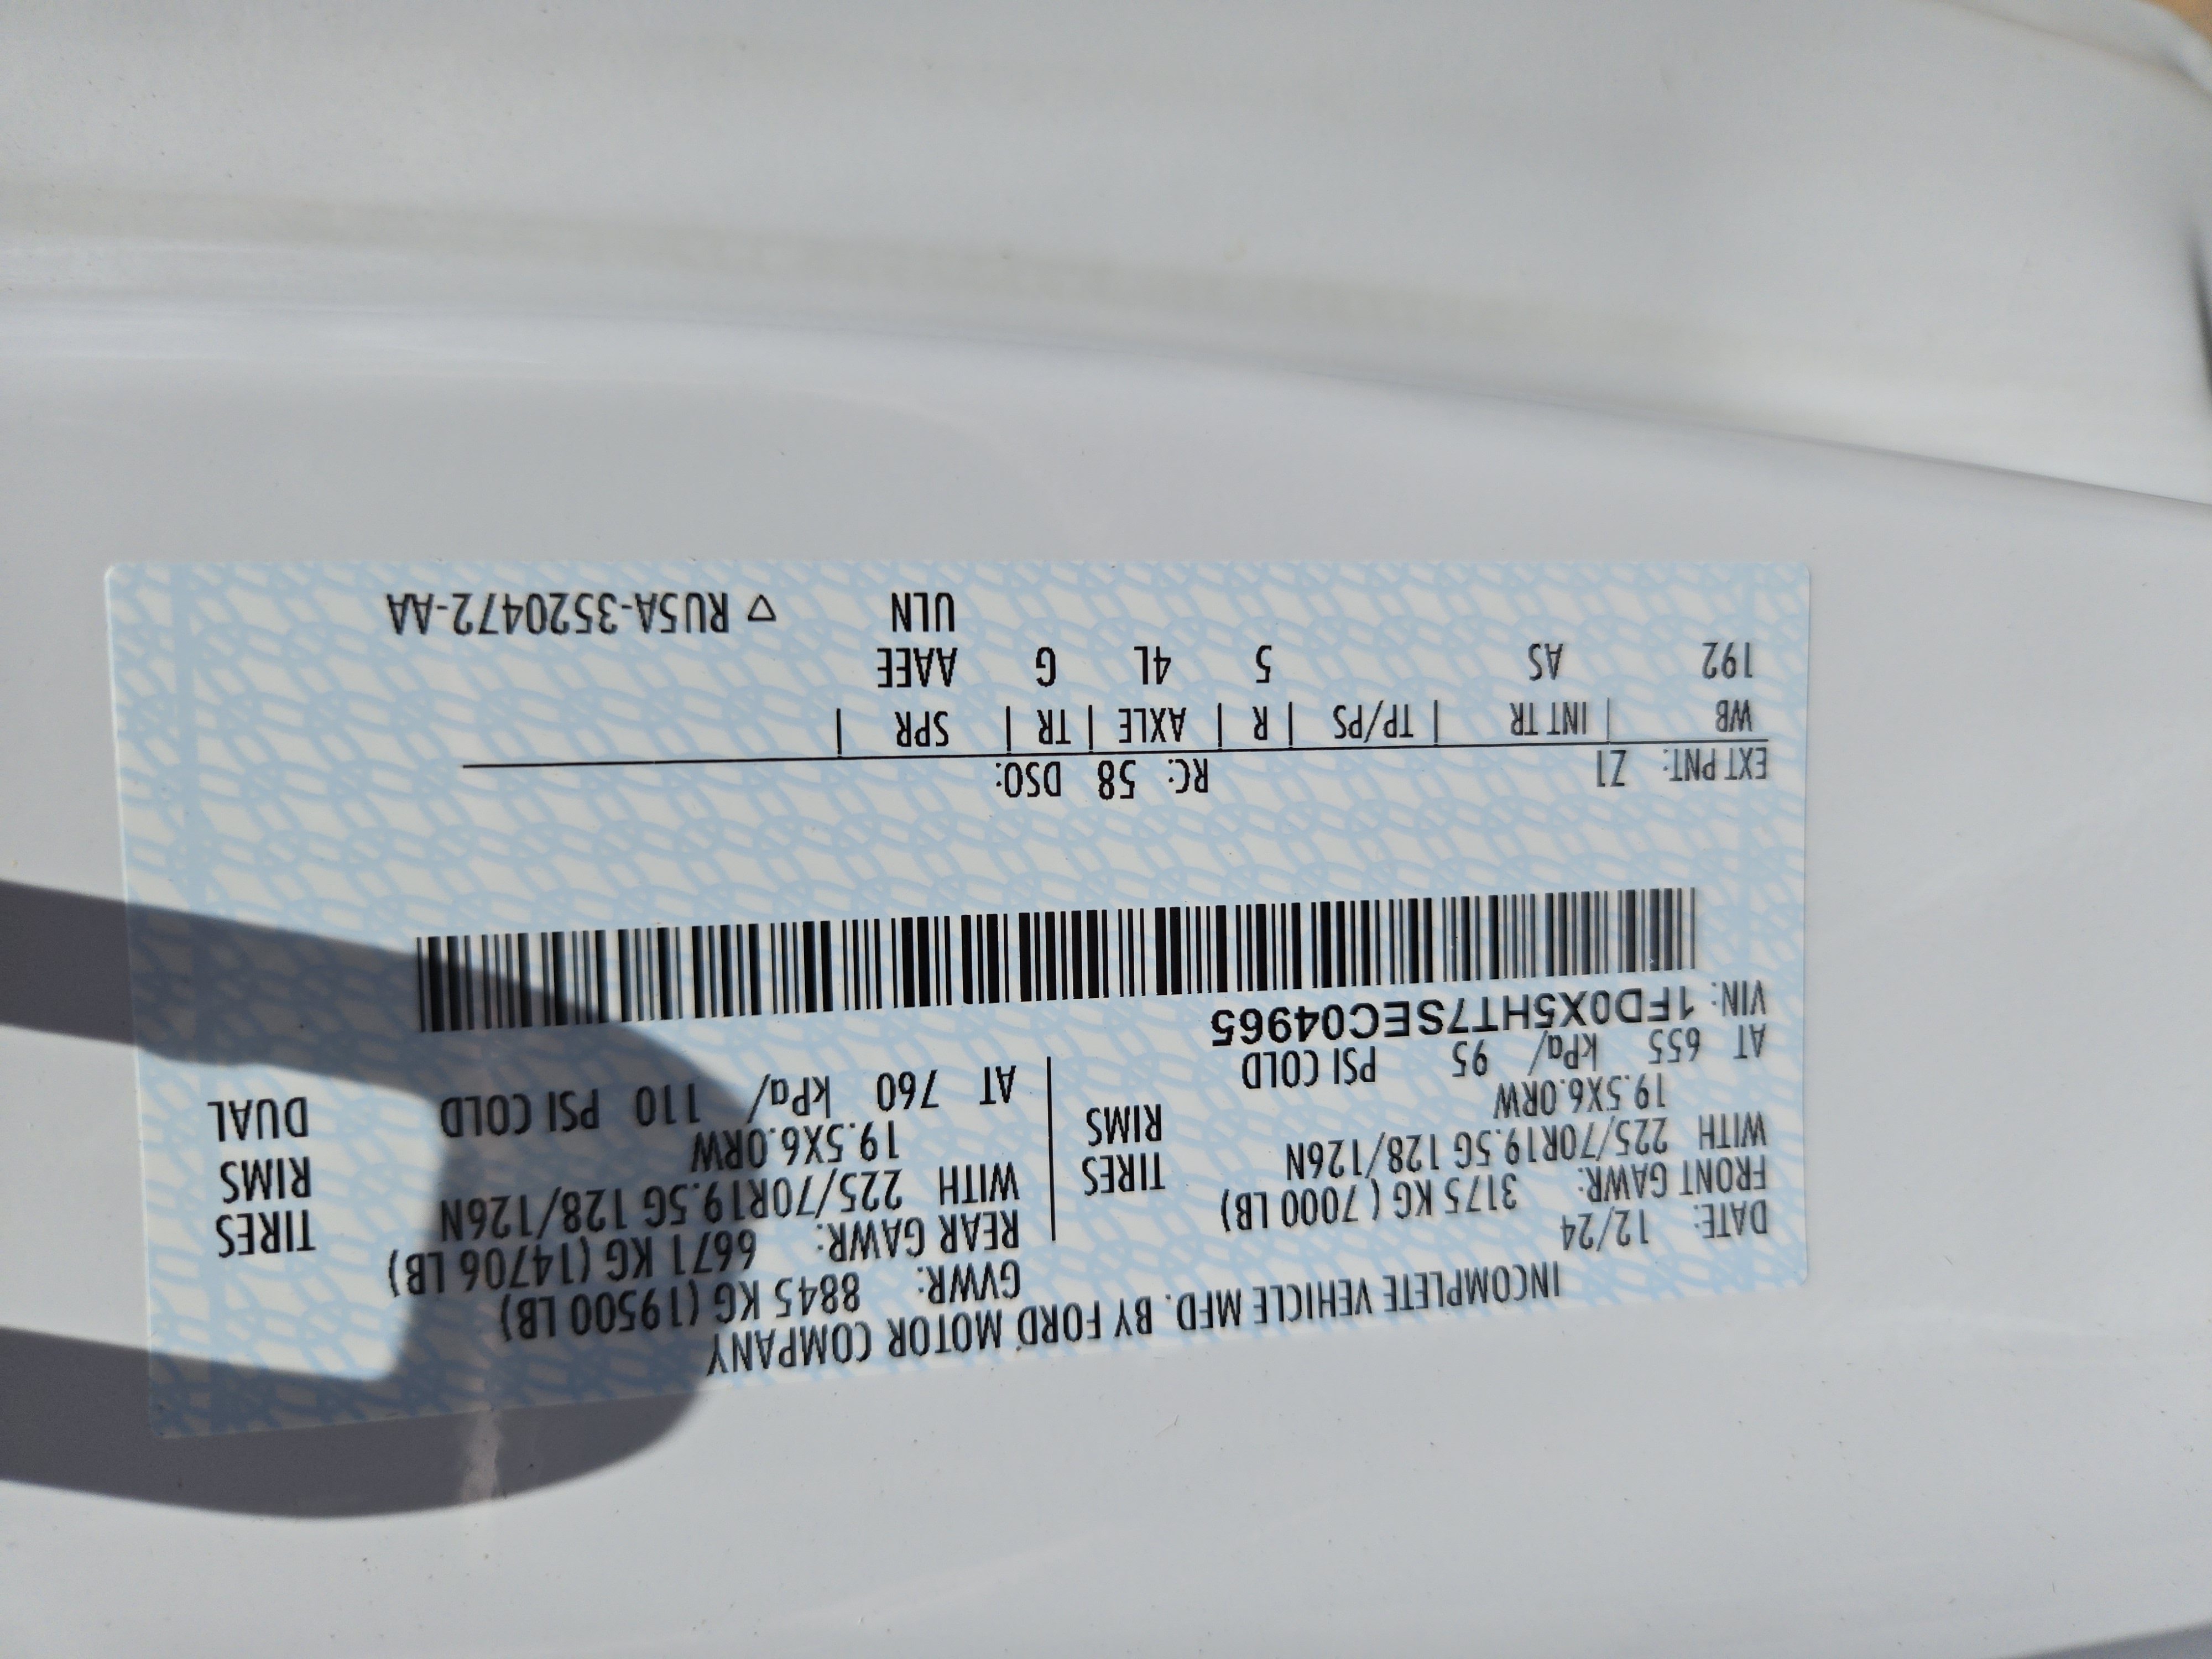 INCOMPLETE VEHICLE MFD. BY FORD MOTOR COMPANY
DATE: 12/24 GVWR: 8845 KG (19500 LB)
FRONT GAWR: 3175 KG ( 7000 LB) REAR GAWR: 6671 KG (14706 LB)
WITH 225/70R19.5G 128/126N TIRES WITH 225/70R19.5G 128/126N TIRES
19.5X6.0RW RIMS 19.5X6.0RW RIMS
AT 655 kPa/ 95 PSI COLD AT 760 kPa/ 110 PSI COLD DUAL
VIN: 1FD0X5HT7SEC04965
EXT PNT: Z1 RC: 58 DSO:
WB | INT TR | TP/PS | R | AXLE | TR | SPR |
192 AS 5 4L G AAEE
ULN ▽ RU5A-3520472-AA